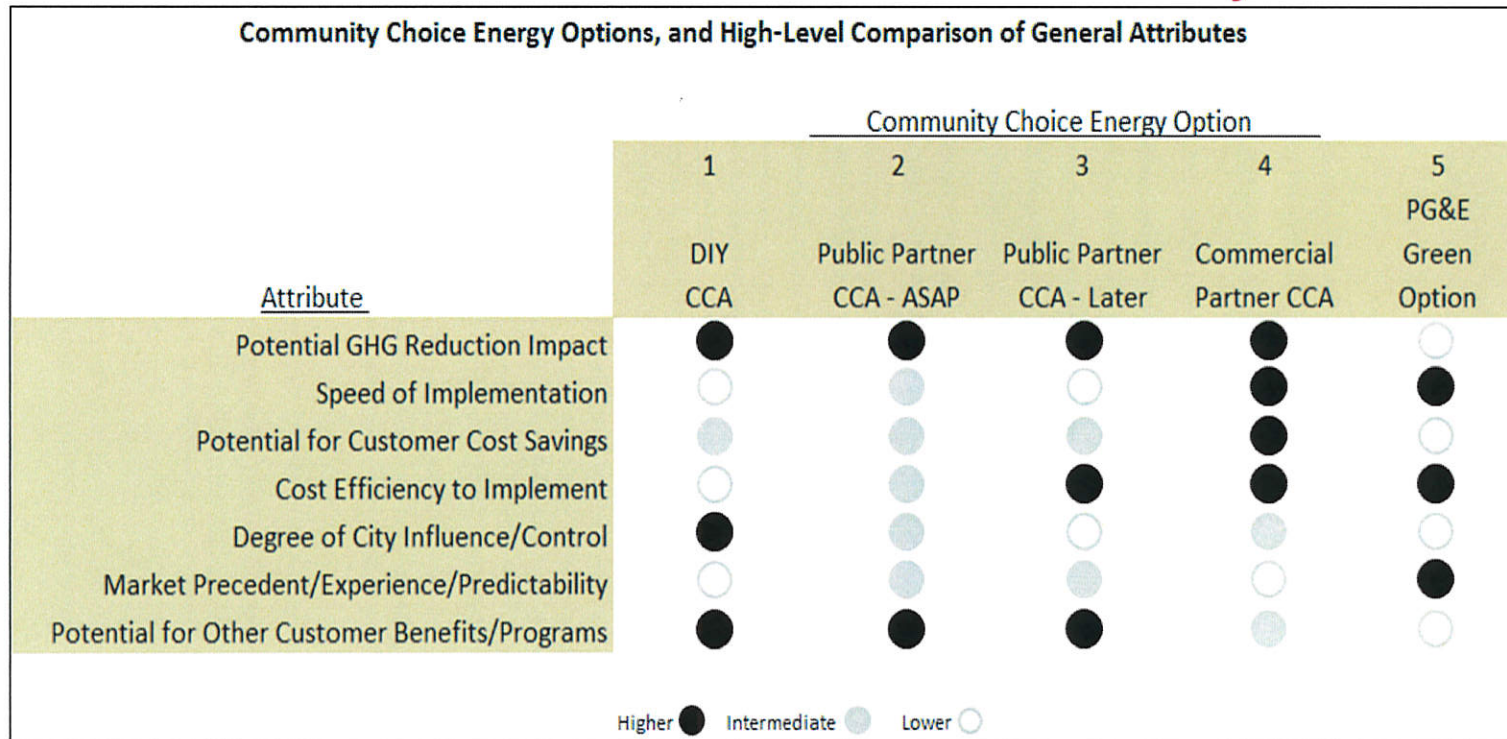 Community Choice Energy Options, and High-Level Comparison of General Attributes
Community Choice Energy Option
1 2 3 4 5
PG&E
DIY Public Partner Public Partner Commercial Green
Attribute CCA CCA - ASAP CCA - Later Partner CCA Option
Potential GHG Reduction Impact
Speed of Implementation
Potential for Customer Cost Savings
Cost Efficiency to Implement
Degree of City Influence/Control
Market Precedent/Experience/Predictability
Potential for Other Customer Benefits/Programs
Higher Intermediate Lower